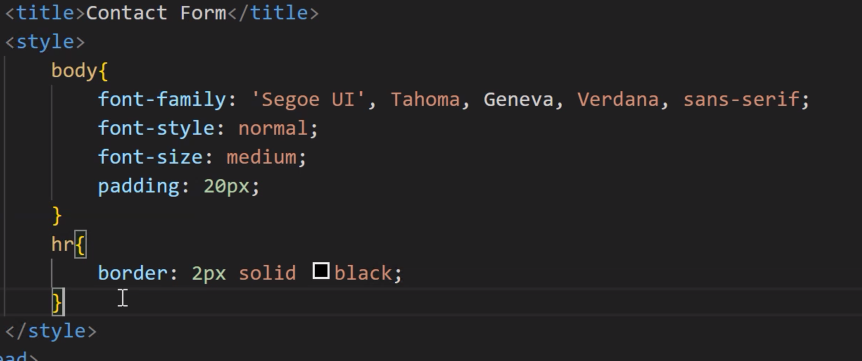 <title>Contact Form</title>
<style>
body{
font-family: 'Segoe UI', Tahoma, Geneva, Verdana, sans-serif;
font-style: normal;
font-size: medium;
padding: 20px;
}
hr{
border: 2px solid black;
}
</style>